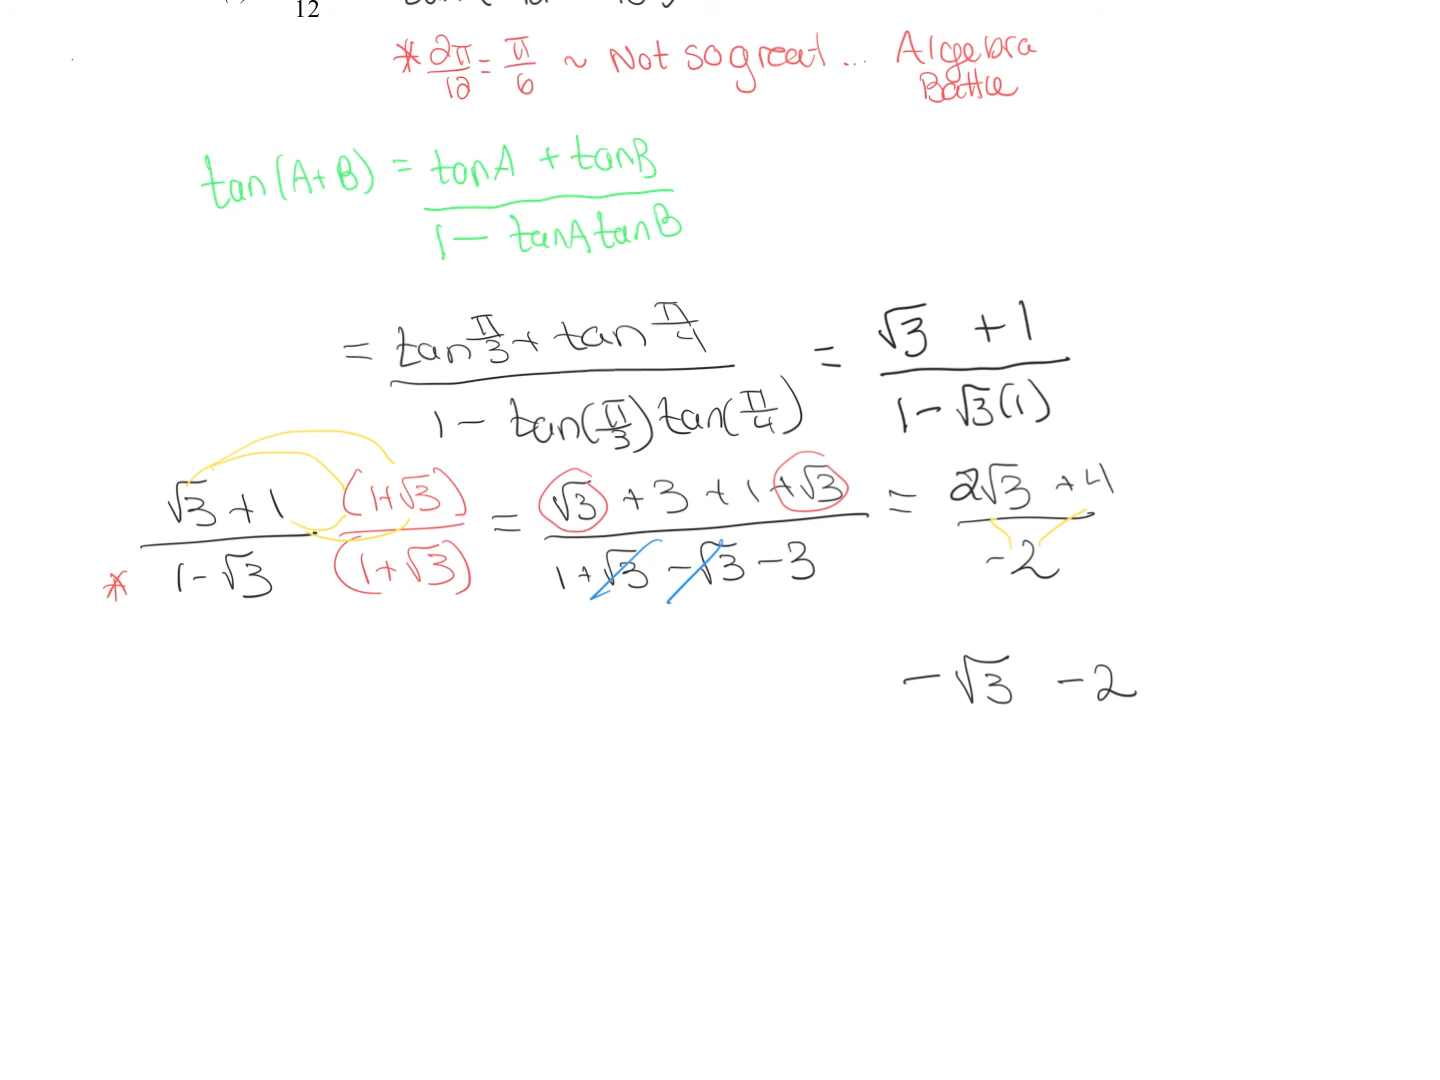 12
* 2π/12 = π/6 ~ Not so great... Algebra Battle
tan(A+B) = tanA + tanB / 1 - tanAtanB
= tan π/3 + tan π/4 / 1 - tan(π/3)tan(π/4) = √3 + 1 / 1 - √3(1)
* √3 + 1 / 1 - √3 (1+√3) / (1+√3) = √3 + 3 + 1 + √3 / 1 + √3 - √3 - 3 = 2√3 + 4 / -2
-√3 - 2